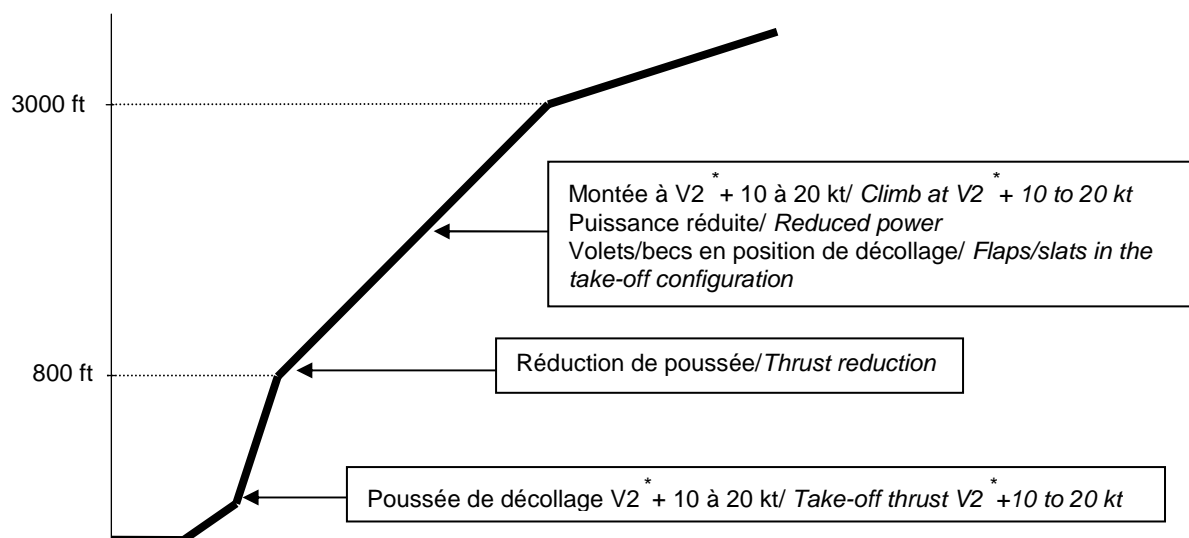 3000 ft
Montée à V2 *+ 10 à 20 kt/ Climb at V2 *+ 10 to 20 kt
Puissance réduite/ Reduced power
Volets/becs en position de décollage/ Flaps/slats in the
take-off configuration
Réduction de poussée/Thrust reduction
800 ft
Poussée de décollage V2 *+ 10 à 20 kt/ Take-off thrust V2 *+10 to 20 kt